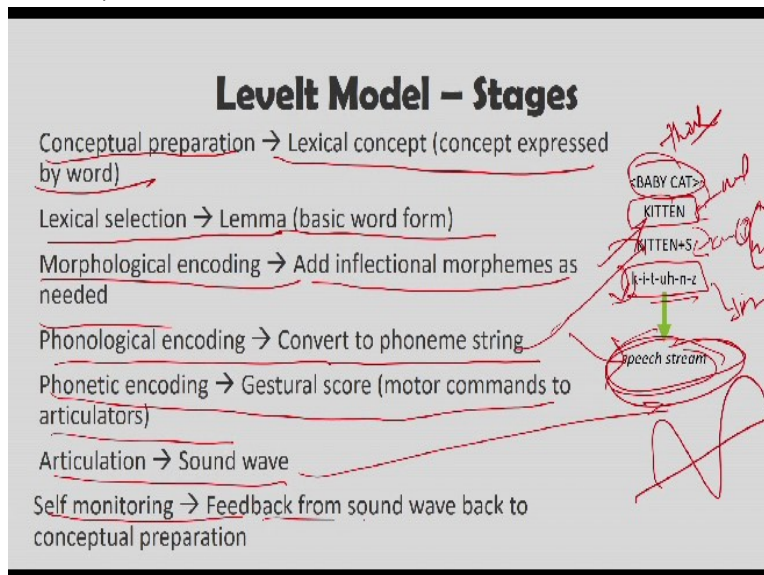 Levelt Model – Stages
Conceptual preparation → Lexical concept (concept expressed
by word)
Lexical selection → Lemma (basic word form)
Morphological encoding → Add inflectional morphemes as
needed
Phonological encoding → Convert to phoneme string
Phonetic encoding → Gestural score (motor commands to
articulators)
Articulation → Sound wave
Self monitoring → Feedback from sound wave back to
conceptual preparation
<BABY CAT>
KITTEN
KITTEN+S
k-i-t-uh-n-z
speech stream